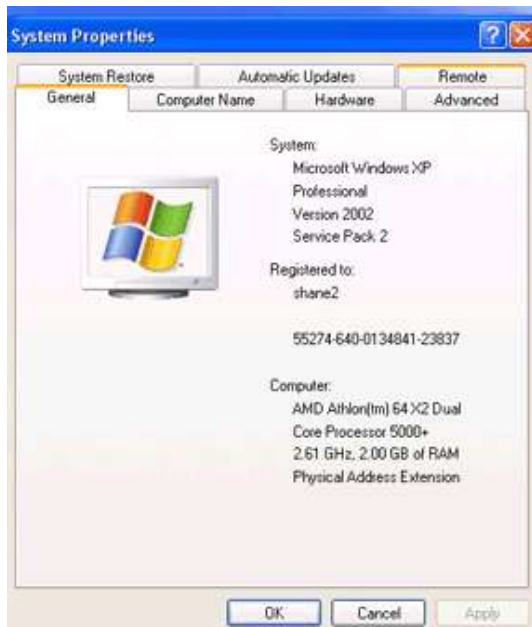 System Properties
System Restore Automatic Updates Remote
General Computer Name Hardware Advanced
System:
Microsoft Windows XP
Professional
Version 2002
Service Pack 2
Registered to:
shane2
55274-640-0134841-23837
Computer:
AMD Athlon(tm) 64 X2 Dual
Core Processor 5000+
2.61 GHz, 2.00 GB of RAM
Physical Address Extension
OK Cancel Apply